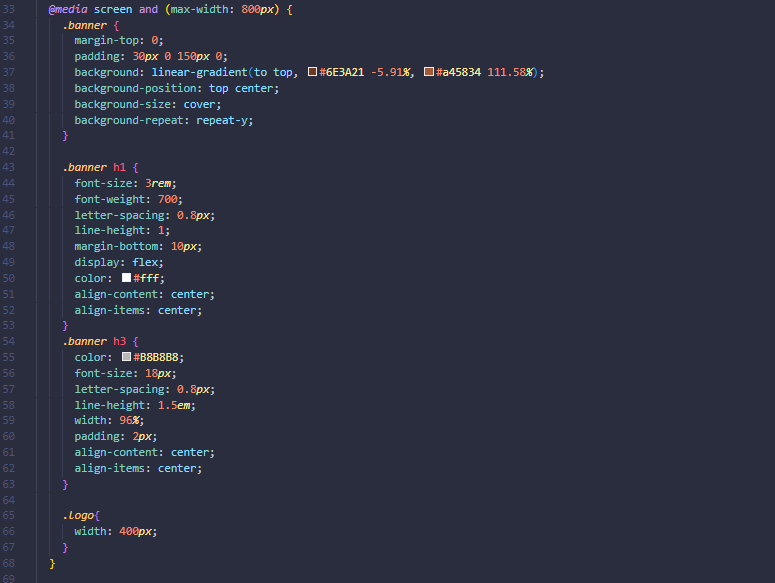 33 @media screen and (max-width: 800px) {
34 .banner {
35 margin-top: 0;
36 padding: 30px 0 150px 0;
37 background: linear-gradient(to top, #6E3A21 -5.91%, #a45834 111.58%);
38 background-position: top center;
39 background-size: cover;
40 background-repeat: repeat-y;
41 }
42
43 .banner h1 {
44 font-size: 3rem;
45 font-weight: 700;
46 letter-spacing: 0.8px;
47 line-height: 1;
48 margin-bottom: 10px;
49 display: flex;
50 color: #fff;
51 align-content: center;
52 align-items: center;
53 }
54 .banner h3 {
55 color: #B8B8B8;
56 font-size: 18px;
57 letter-spacing: 0.8px;
58 line-height: 1.5em;
59 width: 96%;
60 padding: 2px;
61 align-content: center;
62 align-items: center;
63 }
64
65 .logo{
66 width: 400px;
67 }
68 }
69